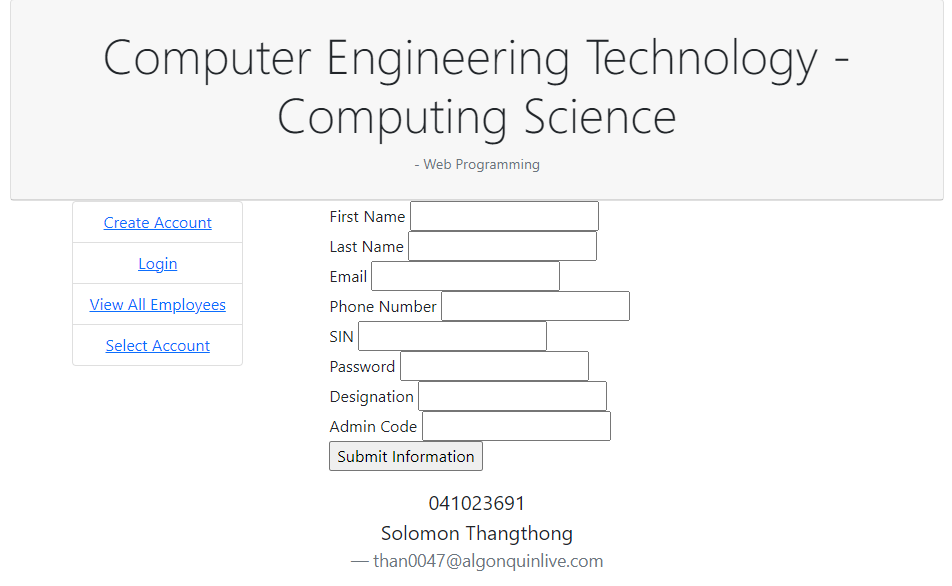 Computer Engineering Technology -
Computing Science
- Web Programming
Create Account
Login
View All Employees
Select Account
First Name
Last Name
Email
Phone Number
SIN
Password
Designation
Admin Code
Submit Information
041023691
Solomon Thangthong
— than0047@algonquinlive.com